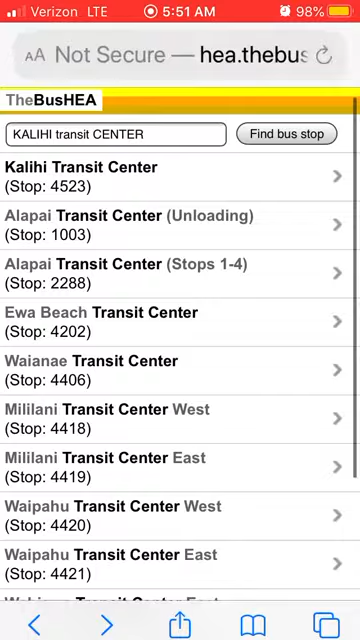 Verizon LTE 5:51 AM 98%
AA Not Secure — hea.thebus
TheBusHEA
KALIHI transit CENTER Find bus stop
Kalihi Transit Center
(Stop: 4523)
Alapai Transit Center (Unloading)
(Stop: 1003)
Alapai Transit Center (Stops 1-4)
(Stop: 2288)
Ewa Beach Transit Center
(Stop: 4202)
Waianae Transit Center
(Stop: 4406)
Mililani Transit Center West
(Stop: 4418)
Mililani Transit Center East
(Stop: 4419)
Waipahu Transit Center West
(Stop: 4420)
Waipahu Transit Center East
(Stop: 4421)
Transit Center East